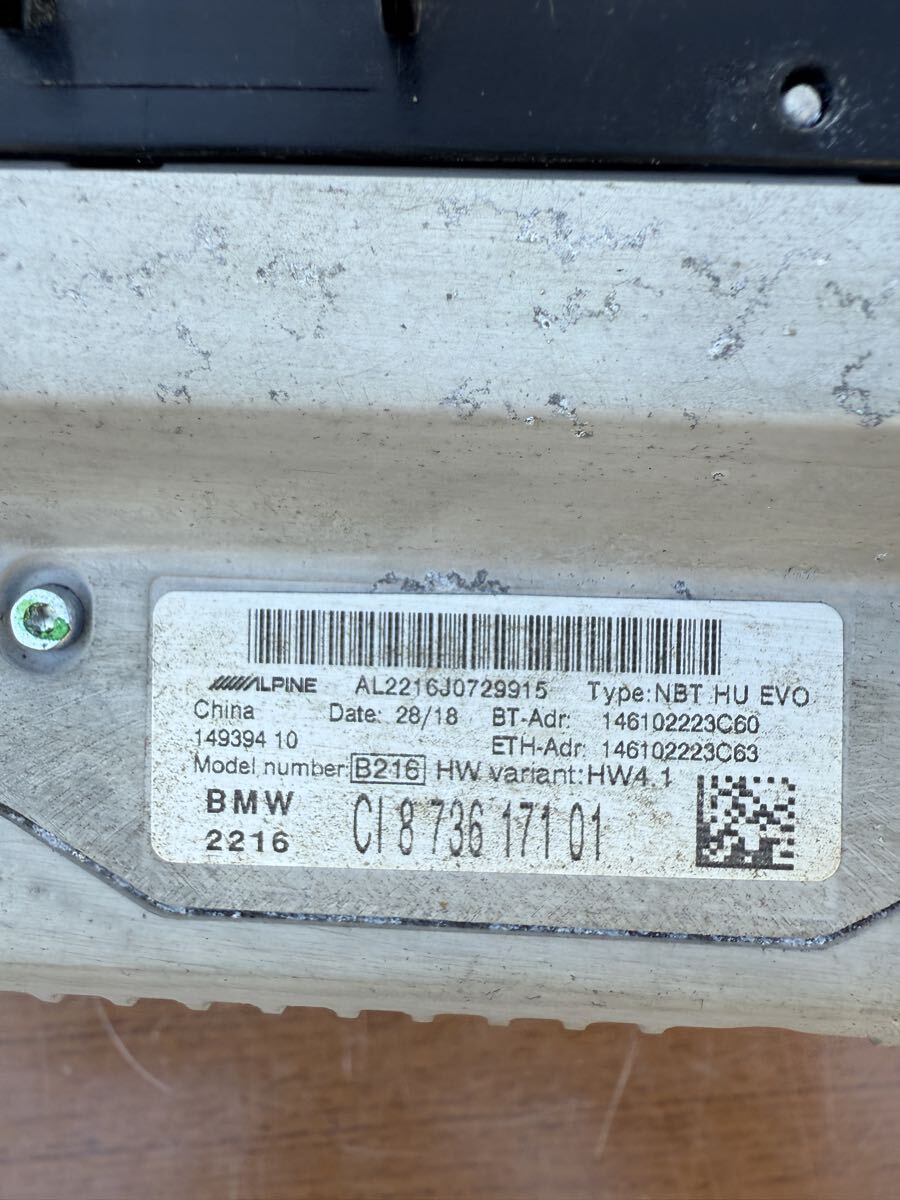 ALPINE AL2216J0729915 Type:NBT HU EVO
China Date: 28/18 BT-Adr: 146102223C60
149394 10 ETH-Adr: 146102223C63
Model number:B216 HW variant:HW4.1
BMW CI 8 736 171 01
2216